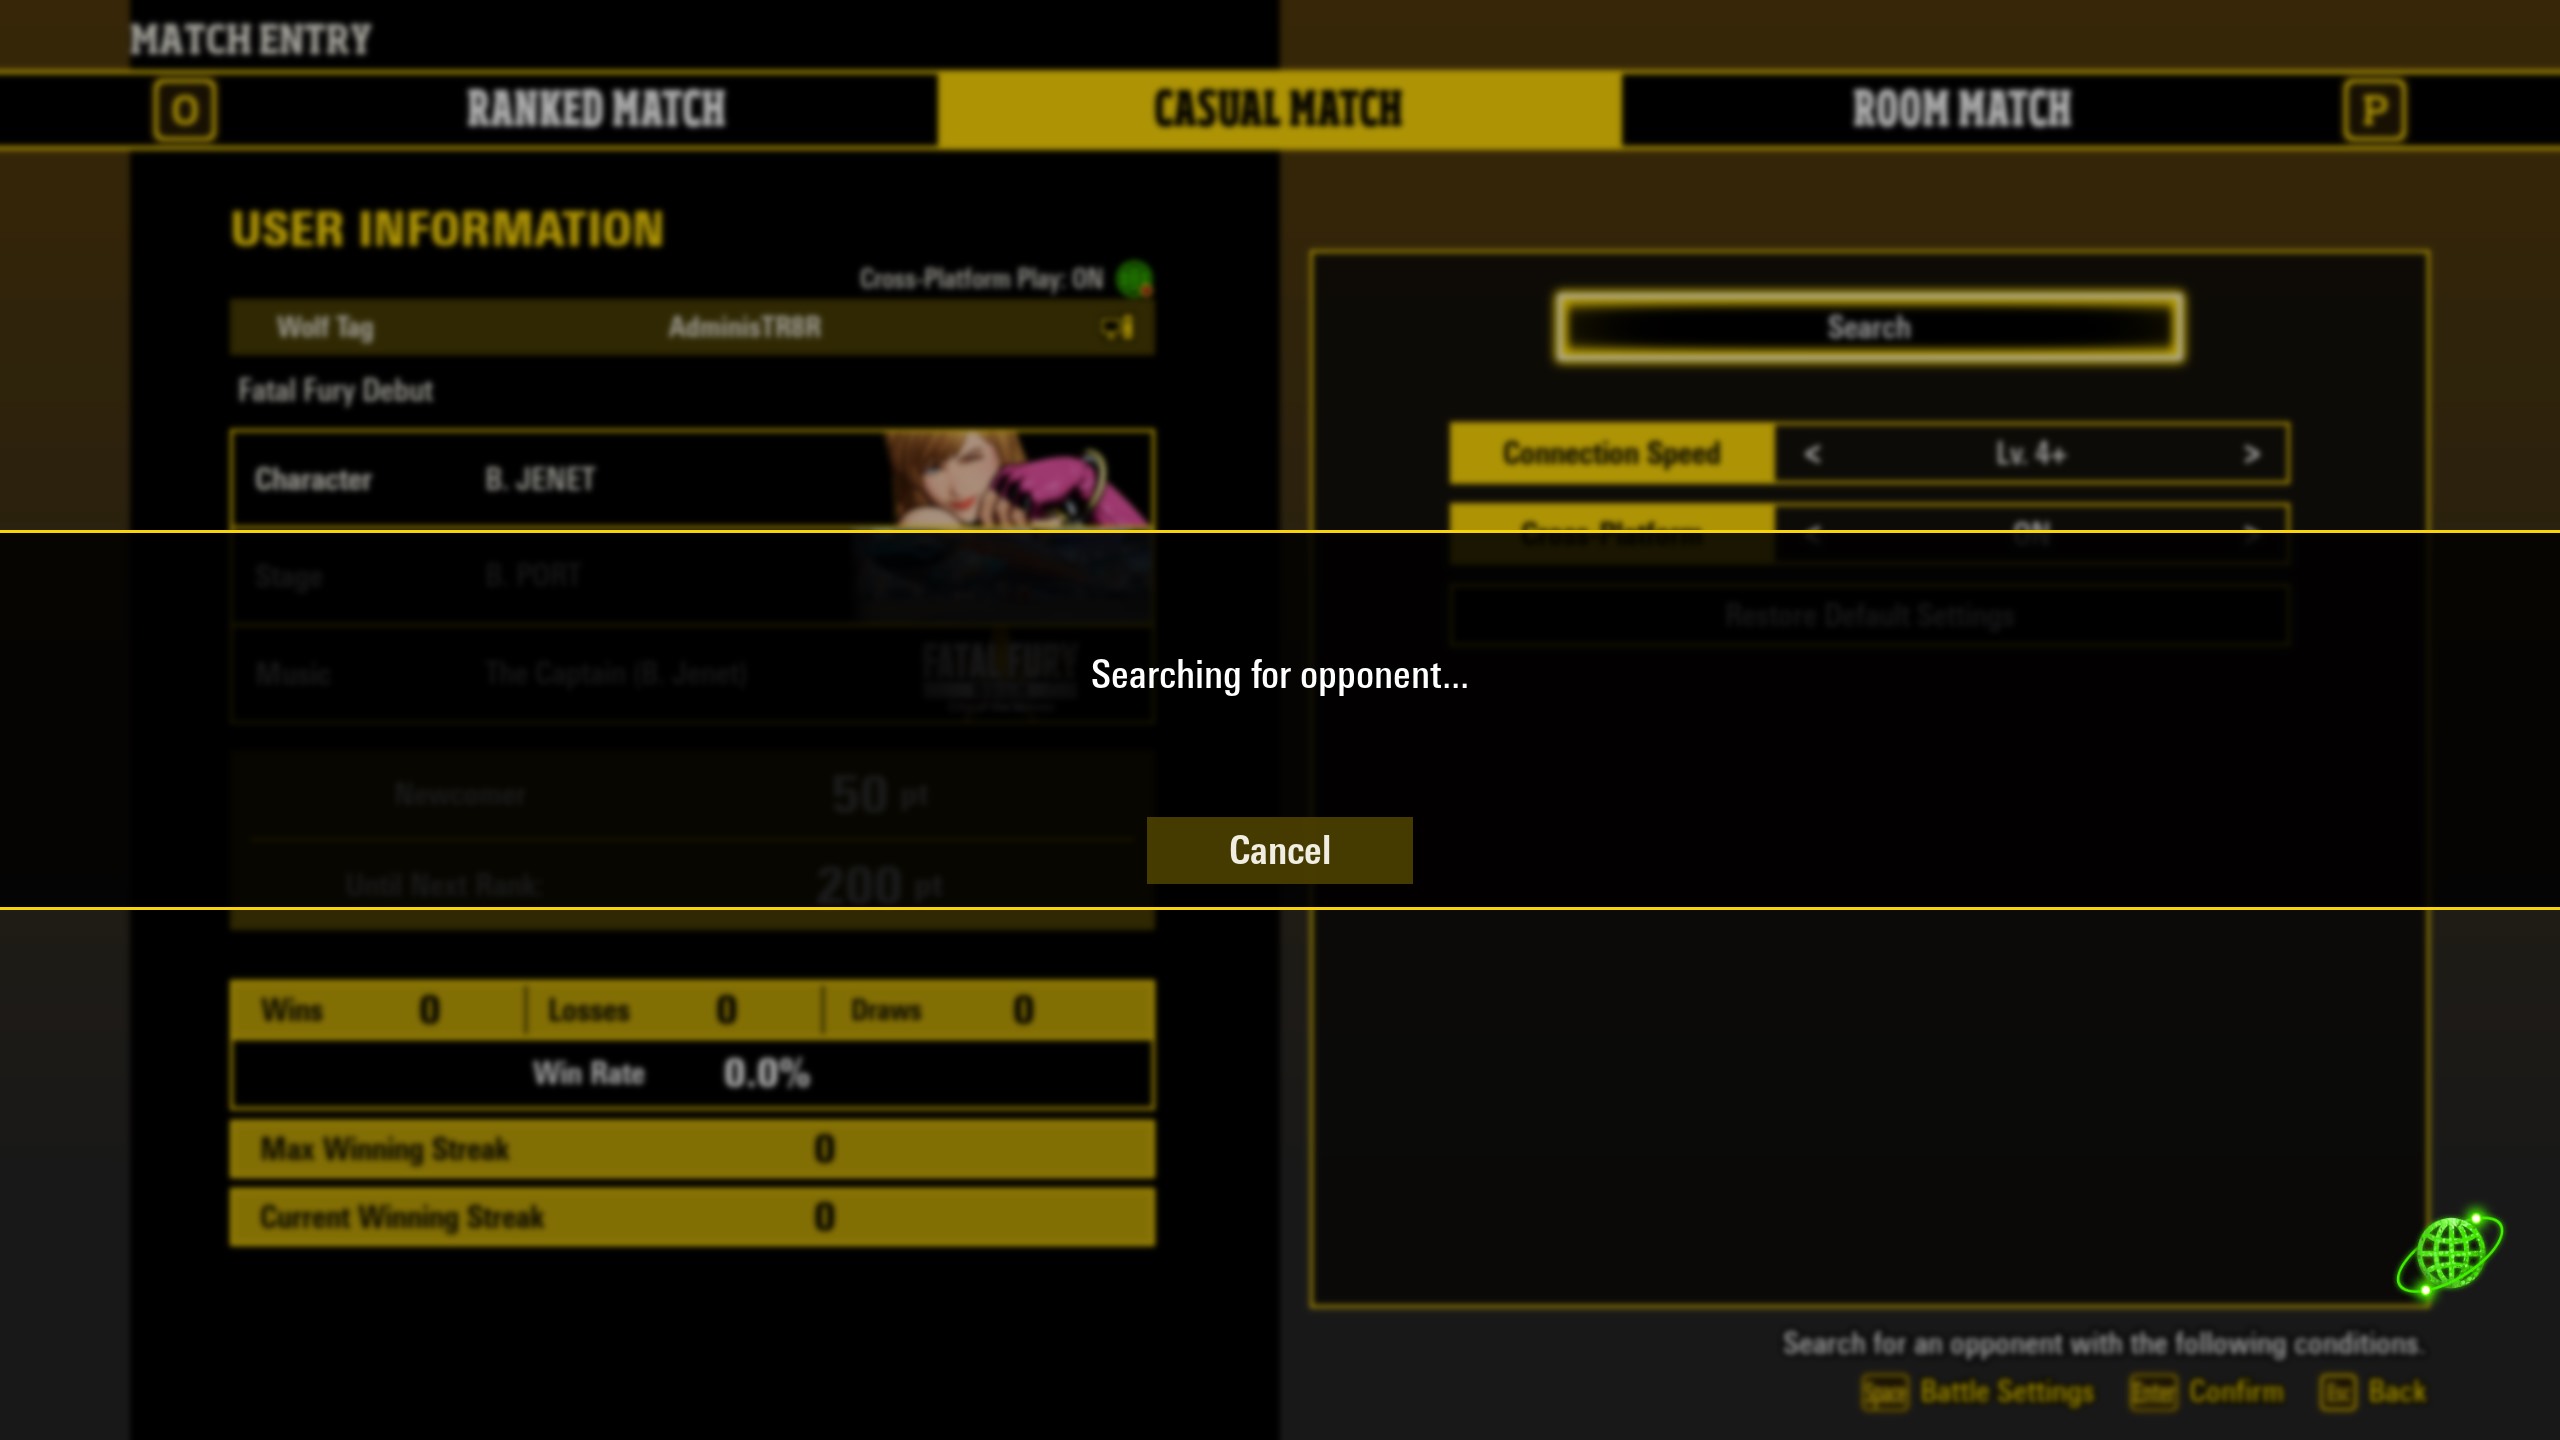 MATCH ENTRY
O RANKED MATCH CASUAL MATCH ROOM MATCH P
USER INFORMATION
Cross-Platform Play: ON
Wolf Tag AdminisTR8R
Fatal Fury Debut
Character B. JENET
Stage B. PORT
Music The Captain (B. Jenet)
FATAL FURY
Newcomer 50 pt
Until Next Rank: 200 pt
Wins 0 Losses 0 Draws 0
Win Rate 0.0%
Max Winning Streak 0
Current Winning Streak 0
Search
Connection Speed < Lv. 4+ >
Cross-Platform < ON >
Restore Default Settings
Searching for opponent...
Cancel
Search for an opponent with the following conditions.
Space Battle Settings Enter Confirm Esc Back